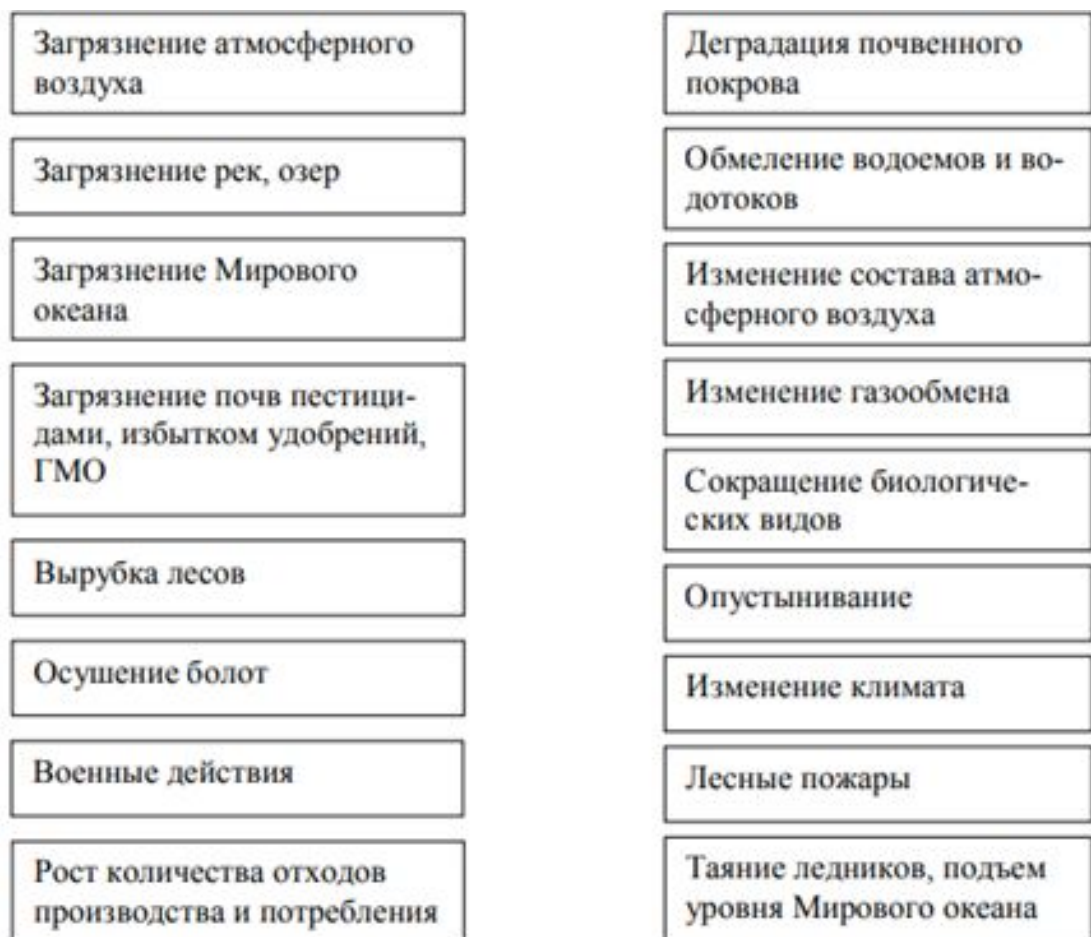 Загрязнение атмосферного
воздуха
Загрязнение рек, озер
Загрязнение Мирового
океана
Загрязнение почв пестици-
дами, избытком удобрений,
ГМО
Вырубка лесов
Осушение болот
Военные действия
Рост количества отходов
производства и потребления
Деградация почвенного
покрова
Обмеление водоемов и во-
дотоков
Изменение состава атмо-
сферного воздуха
Изменение газообмена
Сокращение биологиче-
ских видов
Опустынивание
Изменение климата
Лесные пожары
Таяние ледников, подъем
уровня Мирового океана